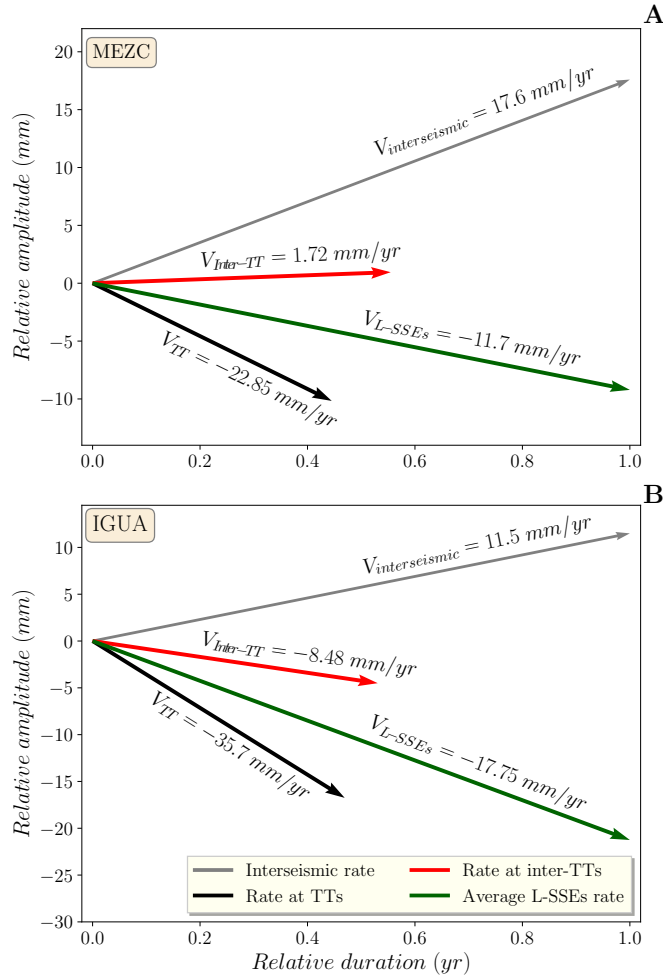 A
MEZC
20
15
10
5
0
−5
−10
Relative amplitude (mm)
V_interseismic = 17.6 mm/yr
V_Inter-TT = 1.72 mm/yr
V_L-SSEs = −11.7 mm/yr
V_TT = −22.85 mm/yr
0.0 0.2 0.4 0.6 0.8 1.0
B
IGUA
10
5
0
−5
−10
−15
−20
−25
−30
Relative amplitude (mm)
V_interseismic = 11.5 mm/yr
V_Inter-TT = −8.48 mm/yr
V_L-SSEs = −17.75 mm/yr
V_TT = −35.7 mm/yr
Interseismic rate Rate at inter-TTs
Rate at TTs Average L-SSEs rate
0.0 0.2 0.4 0.6 0.8 1.0
Relative duration (yr)